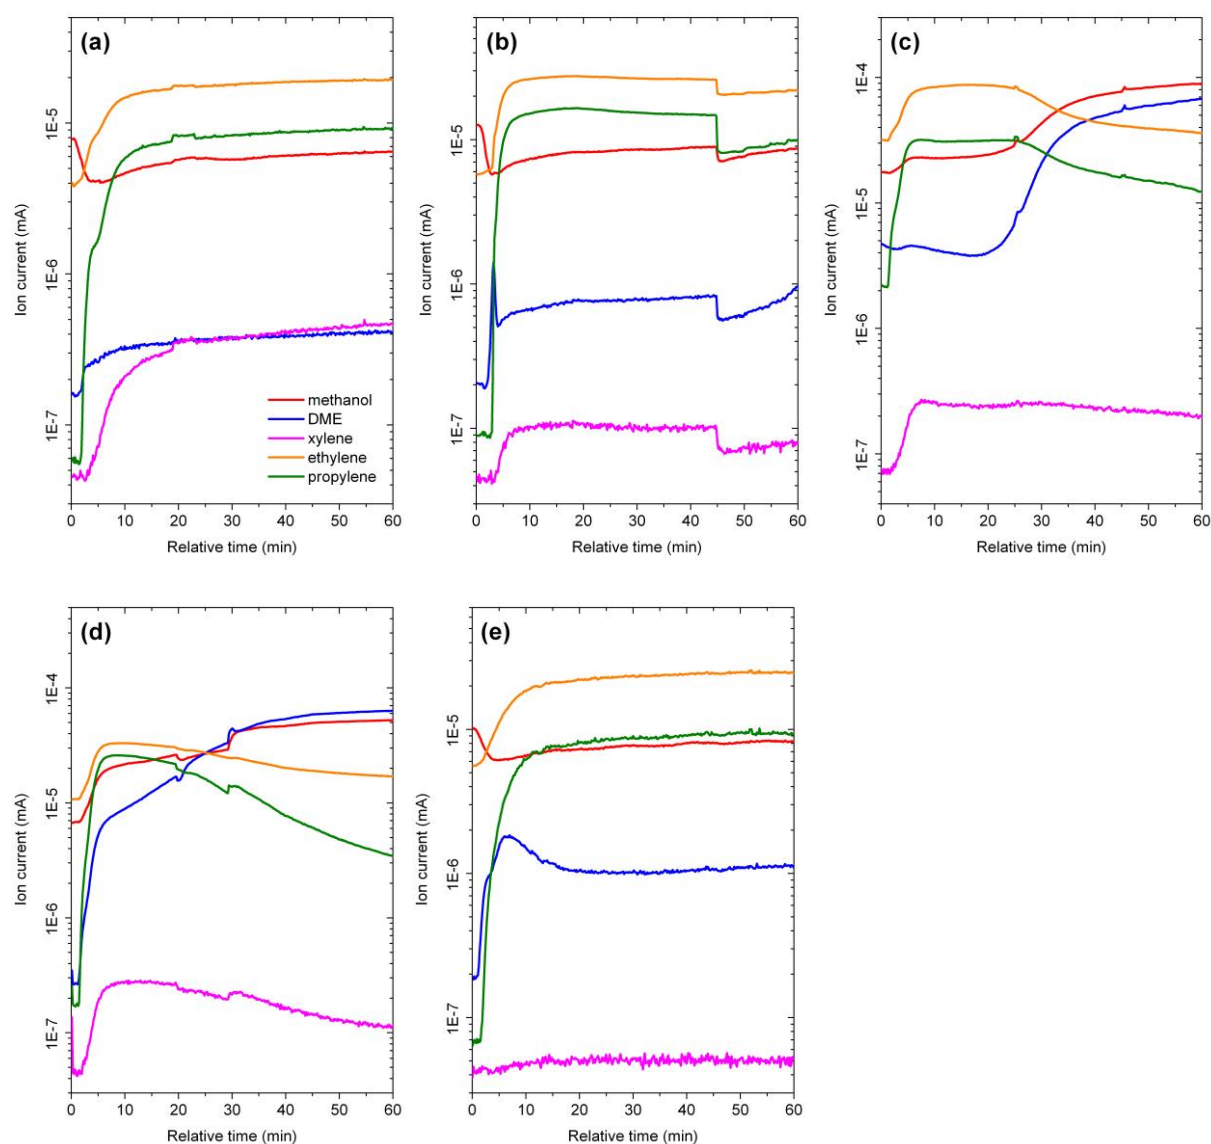 (a)
1E-5
1E-6
1E-7
Ion current (mA)
methanol
DME
xylene
ethylene
propylene
0 10 20 30 40 50 60
Relative time (min)
(b)
1E-5
1E-6
1E-7
Ion current (mA)
0 10 20 30 40 50 60
Relative time (min)
(c)
1E-4
1E-5
1E-6
1E-7
Ion current (mA)
0 10 20 30 40 50 60
Relative time (min)
(d)
1E-4
1E-5
1E-6
1E-7
Ion current (mA)
0 10 20 30 40 50 60
Relative time (min)
(e)
1E-5
1E-6
1E-7
Ion current (mA)
0 10 20 30 40 50 60
Relative time (min)